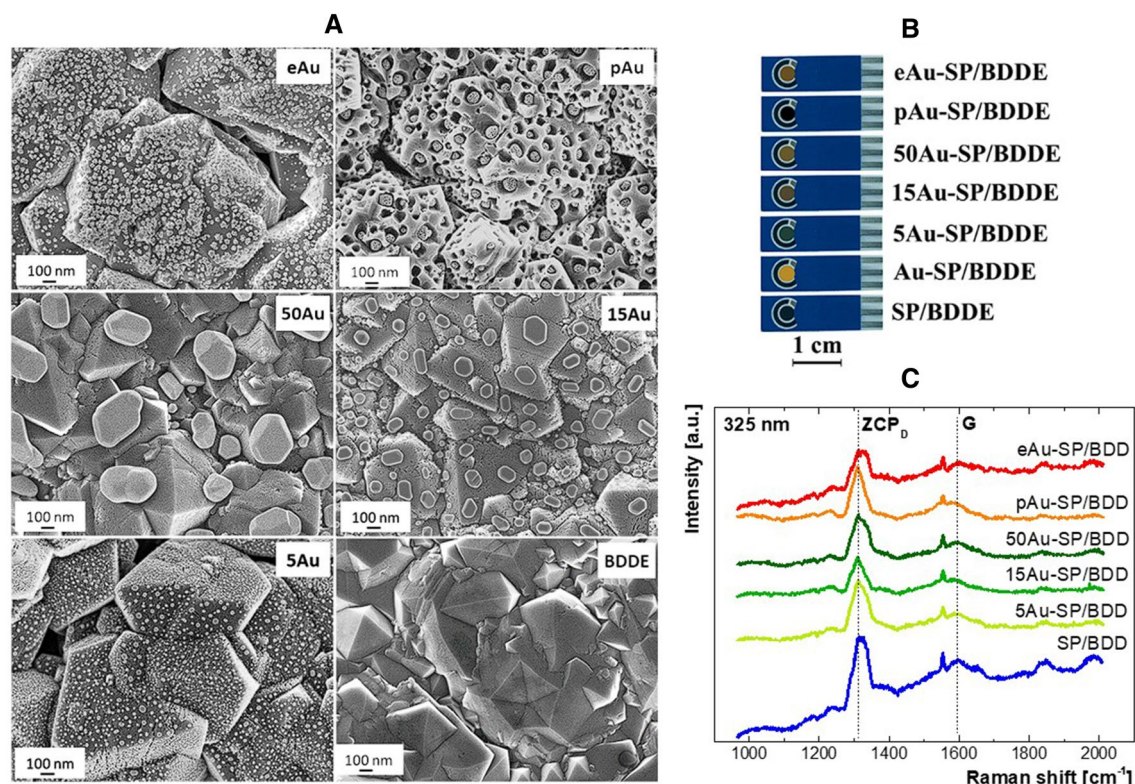 A
eAu
100 nm
pAu
100 nm
50Au
100 nm
15Au
100 nm
5Au
100 nm
BDDE
100 nm
B
eAu-SP/BDDE
pAu-SP/BDDE
50Au-SP/BDDE
15Au-SP/BDDE
5Au-SP/BDDE
Au-SP/BDDE
SP/BDDE
1 cm
C
325 nm
ZCP_D
G
eAu-SP/BDD
pAu-SP/BDD
50Au-SP/BDD
15Au-SP/BDD
5Au-SP/BDD
SP/BDD
Intensity [a.u.]
1000 1200 1400 1600 1800 2000
Raman shift [cm⁻¹]